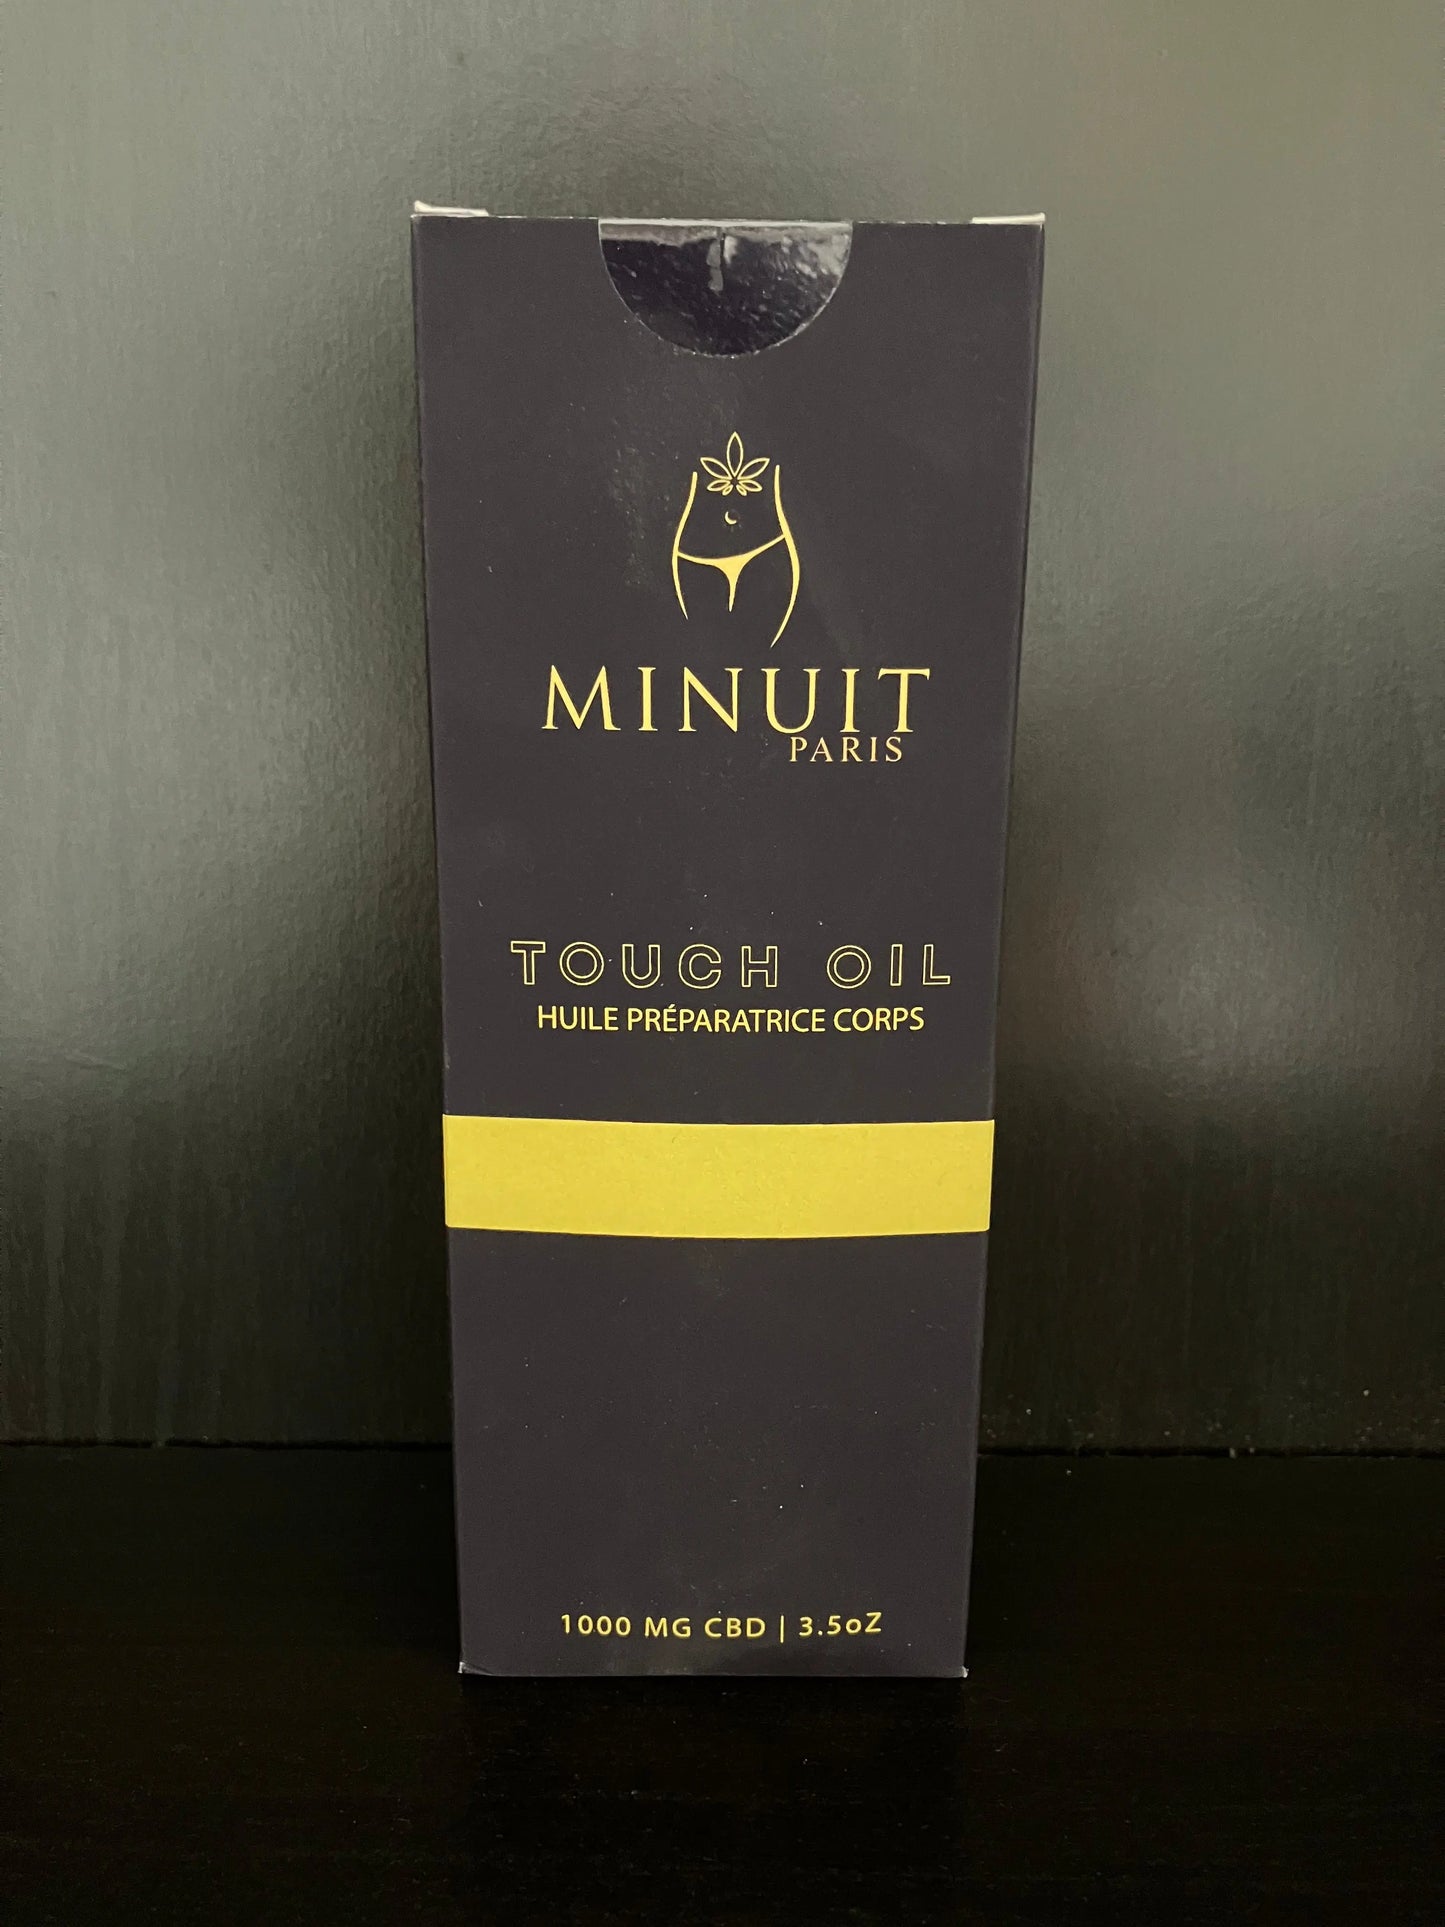 MINUIT
PARIS
TOUCH OIL
HUILE PRÉPARATRICE CORPS
1000 MG CBD | 3.5oZ